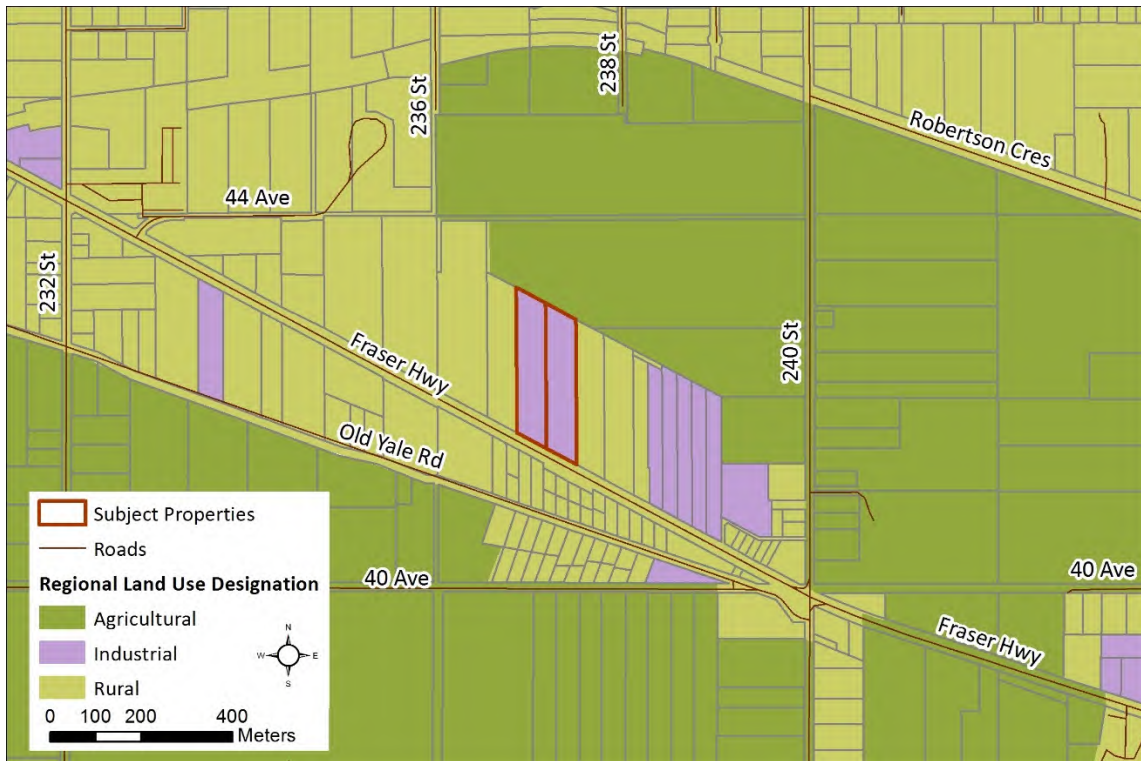 238 St
236 St
Robertson Cres
44 Ave
232 St
240 St
Fraser Hwy
Old Yale Rd
40 Ave
40 Ave
Fraser Hwy
Subject Properties
Roads
Regional Land Use Designation
Agricultural
Industrial
Rural
N
W E
S
0 100 200 400
Meters